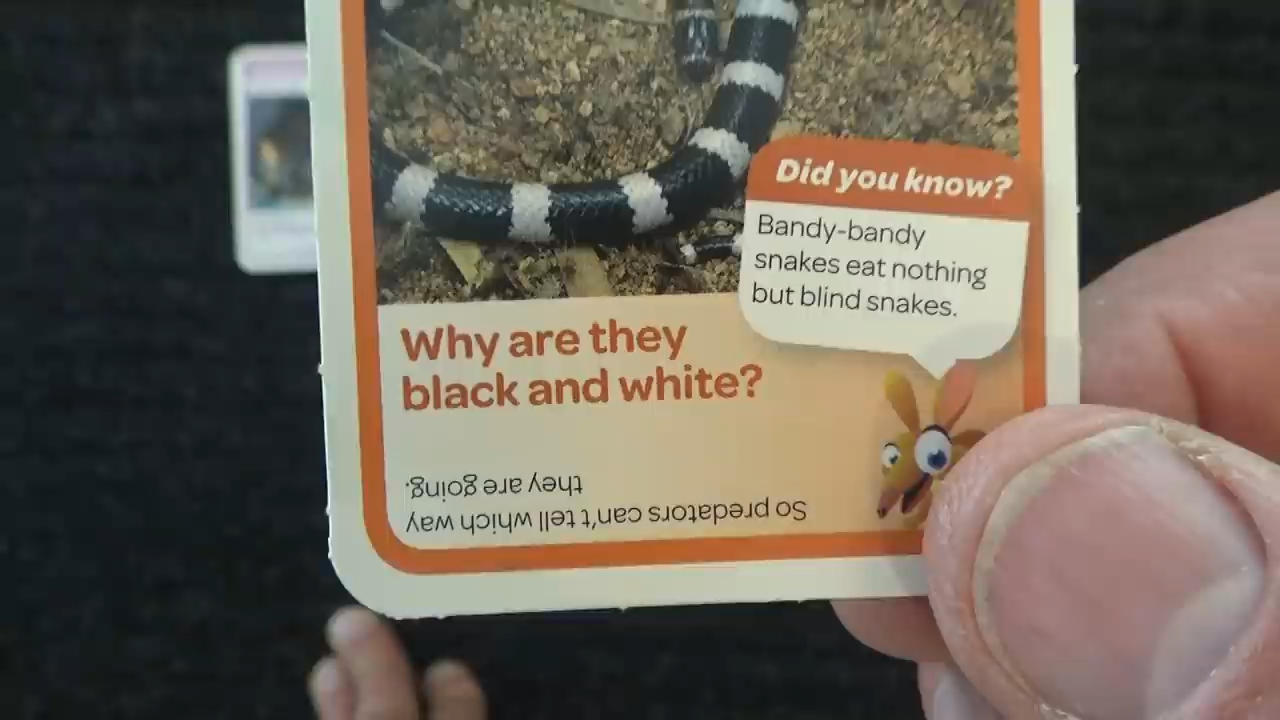 Did you know?
Bandy-bandy
snakes eat nothing
but blind snakes.
Why are they
black and white?
So predators can't tell which way
they are going.